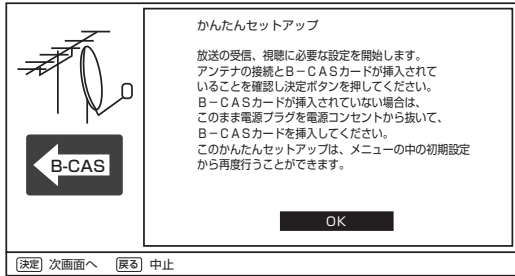 かんたんセットアップ
放送の受信、視聴に必要な設定を開始します。
アンテナの接続とB－CASカードが挿入されて
いることを確認し決定ボタンを押してください。
B－CASカードが挿入されていない場合は、
このまま電源プラグを電源コンセントから抜いて、
B－CASカードを挿入してください。
このかんたんセットアップは、メニューの中の初期設定
から再度行うことができます。
B-CAS
OK
決定 次画面へ 戻る 中止